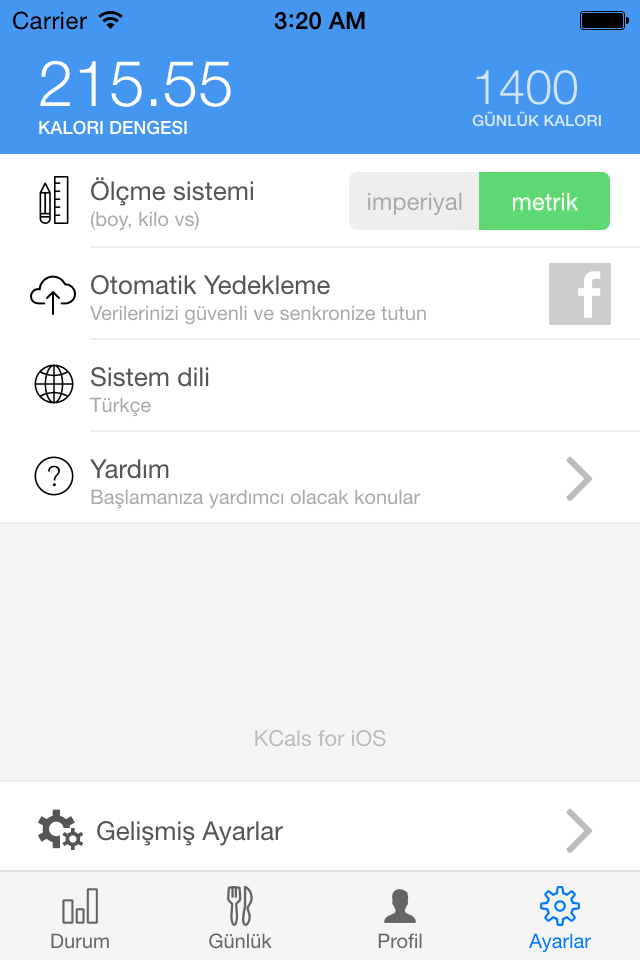 Carrier 3:20 AM
215.55 1400
KALORI DENGESI GÜNLÜK KALORI
Ölçme sistemi
(boy, kilo vs)
imperiyal metrik
Otomatik Yedekleme
Verilerinizi güvenli ve senkronize tutun
f
Sistem dili
Türkçe
?
Yardım
Başlamanıza yardımcı olacak konular
KCals for iOS
Gelişmiş Ayarlar
Durum Günlük Profil Ayarlar